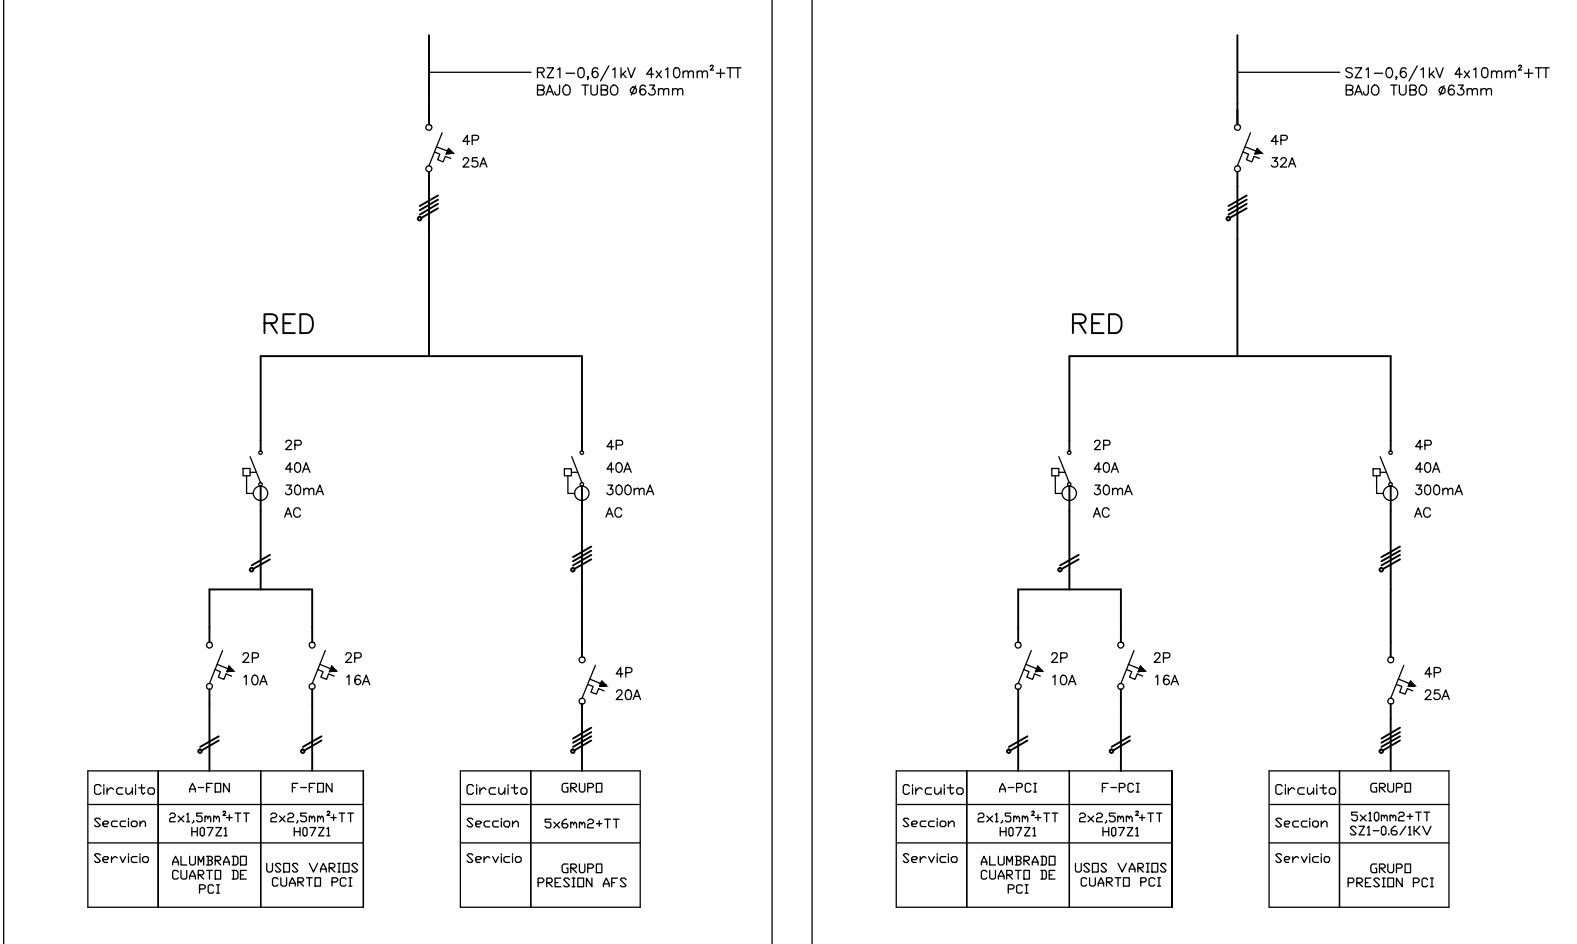 RZ1-0,6/1kV 4x10mm²+TT
BAJO TUBO ø63mm
4P
25A
RED
2P
40A
30mA
AC
4P
40A
300mA
AC
2P
10A
2P
16A
4P
20A
Circuito A-FON F-FON
Seccion 2x1,5mm²+TT 2x2,5mm²+TT
H07Z1 H07Z1
Servicio ALUMBRADO CUARTO DE PCI USOS VARIOS CUARTO PCI
Circuito GRUPO
Seccion 5x6mm2+TT
Servicio GRUPO PRESION AFS
SZ1-0,6/1kV 4x10mm²+TT
BAJO TUBO ø63mm
4P
32A
RED
2P
40A
30mA
AC
4P
40A
300mA
AC
2P
10A
2P
16A
4P
25A
Circuito A-PCI F-PCI
Seccion 2x1,5mm²+TT 2x2,5mm²+TT
H07Z1 H07Z1
Servicio ALUMBRADO CUARTO DE PCI USOS VARIOS CUARTO PCI
Circuito GRUPO
Seccion 5x10mm2+TT
SZ1-0.6/1KV
Servicio GRUPO PRESION PCI